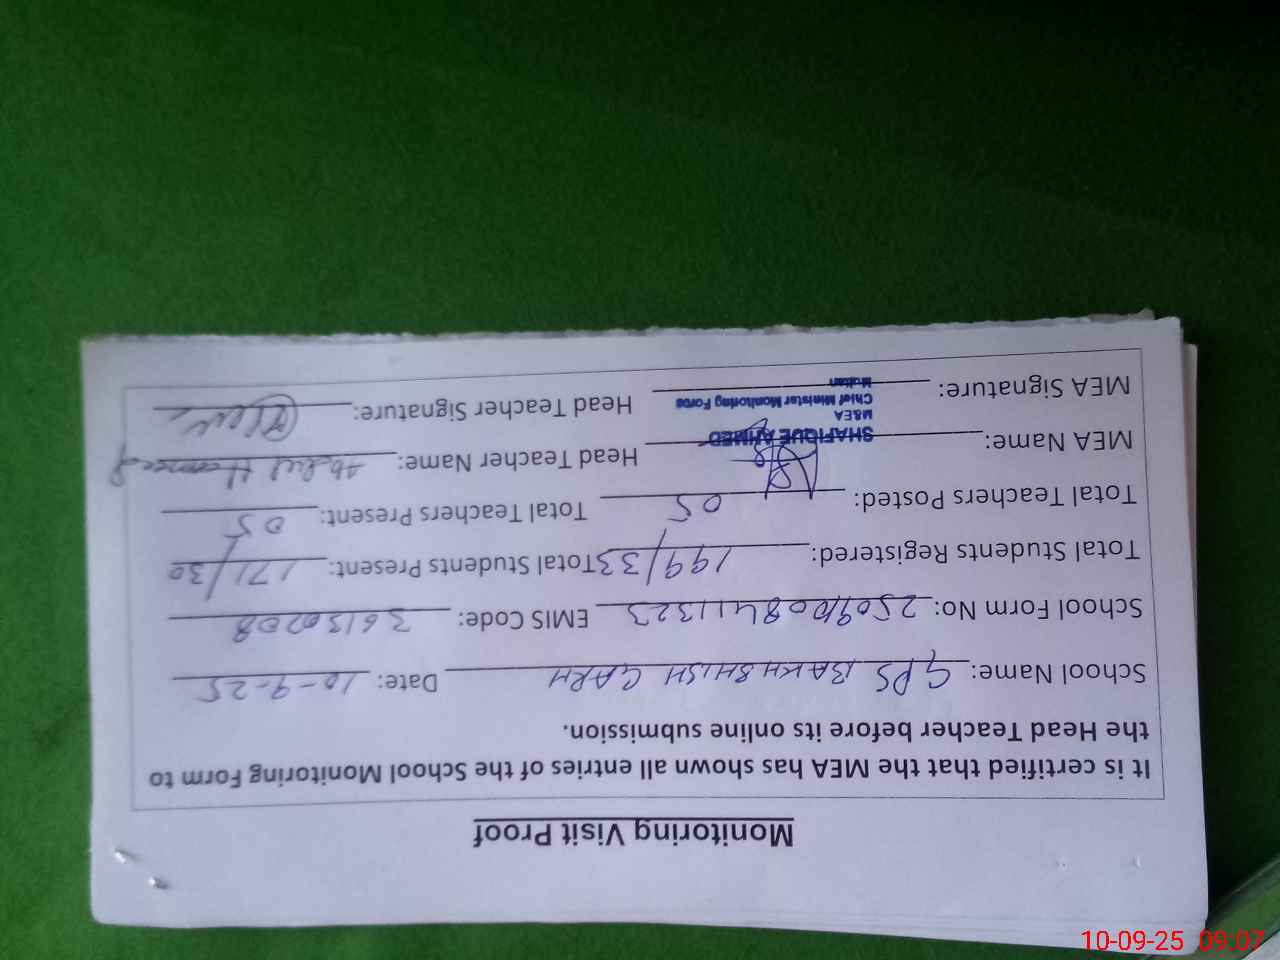 Monitoring Visit Proof
It is certified that the MEA has shown all entries of the School Monitoring Form to
the Head Teacher before its online submission.
School Name: GPS BAKHBHISH GARH Date: 10-9-25
School Form No: EMIS Code:
Total Students Registered: 199/33 Total Students Present: 171/30
Total Teachers Posted: 05 Total Teachers Present: 05
MEA Name: Head Teacher Name: Abdul Hameed
SHAFIQUE AHMED
M&EA
Chief Minister Monitoring Force
Multan
MEA Signature: Head Teacher Signature:
10-09-25 09:07